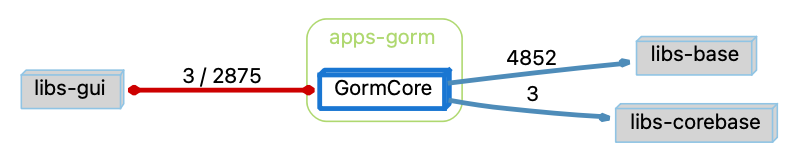 apps-gorm
libs-gui
3 / 2875
GormCore
4852
libs-base
3
libs-corebase